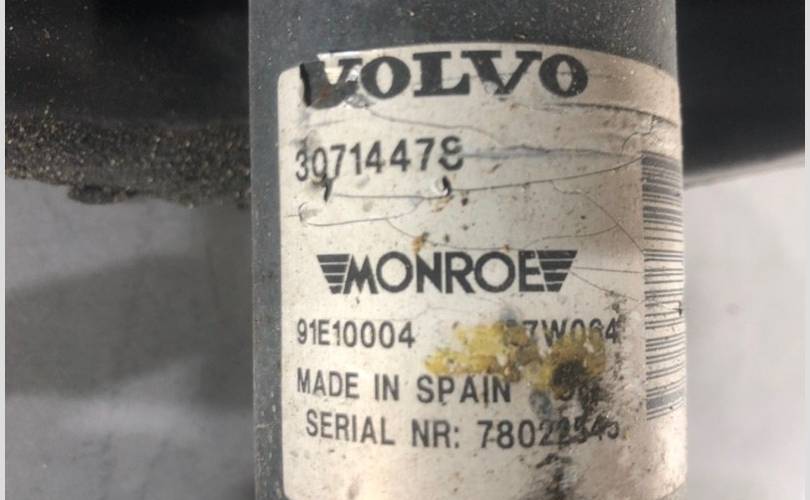 VOLVO
30714478
MONROE
91E10004
MADE IN SPAIN
SERIAL NR: